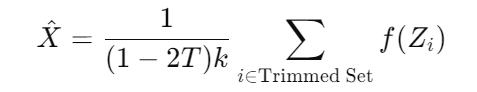 X̂ = 1/((1 − 2T)k) ∑_{i∈Trimmed Set} f(Z_i)